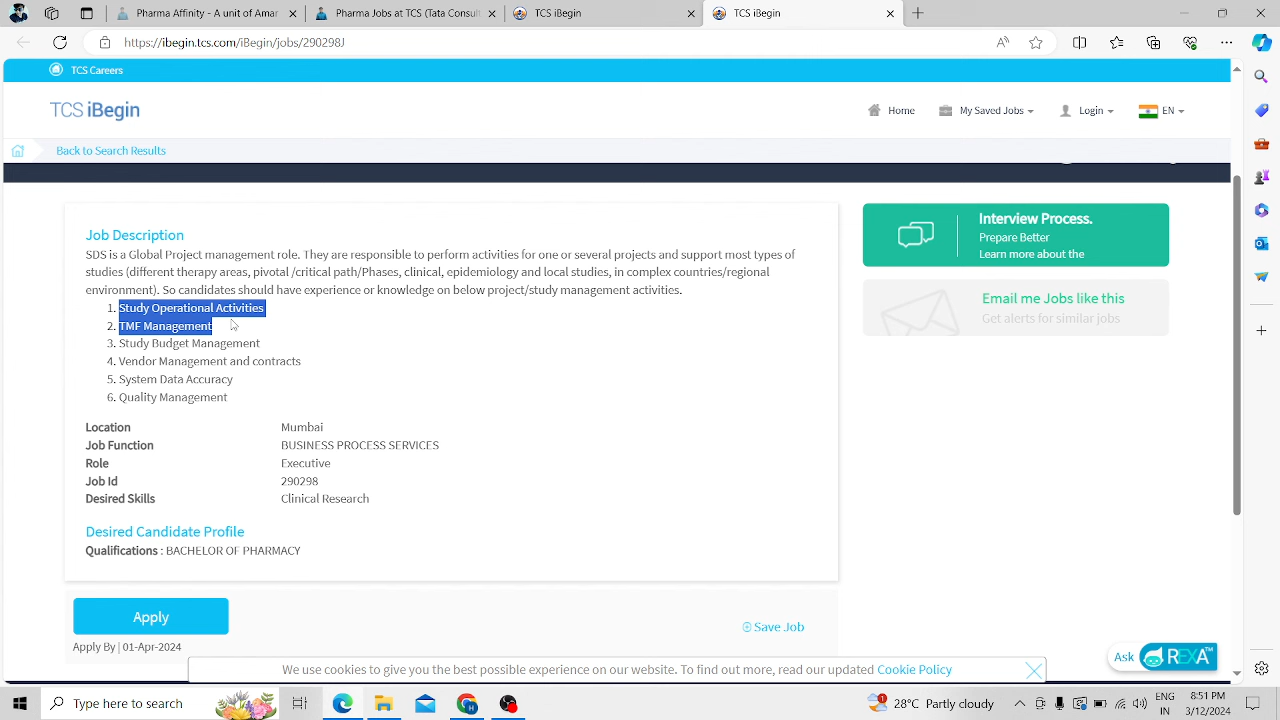 TCS iBegin
Pharma Jobs 24/7
TCS iBegin
TCS iBegin
https://ibegin.tcs.com/iBegin/jobs/290298J
TCS Careers
TCS iBegin
Home
My Saved Jobs
Login
EN
Back to Search Results
Job Description
SDS is a Global Project management role. They are responsible to perform activities for one or several projects and support most types of
studies (different therapy areas, pivotal /critical path/Phases, clinical, epidemiology and local studies, in complex countries/regional
environment). So candidates should have experience or knowledge on below project/study management activities.
1. Study Operational Activities
2. TMF Management
3. Study Budget Management
4. Vendor Management and contracts
5. System Data Accuracy
6. Quality Management
Location Mumbai
Job Function BUSINESS PROCESS SERVICES
Role Executive
Job Id 290298
Desired Skills Clinical Research
Desired Candidate Profile
Qualifications : BACHELOR OF PHARMACY
Apply
Apply By | 01-Apr-2024
Save Job
Interview Process.
Prepare Better
Learn more about the
Email me Jobs like this
Get alerts for similar jobs
Ask REXA™
We use cookies to give you the best possible experience on our website. To find out more, read our updated Cookie Policy
Type here to search
28°C Partly cloudy
ENG
IN
8:51 PM
3/12/2024